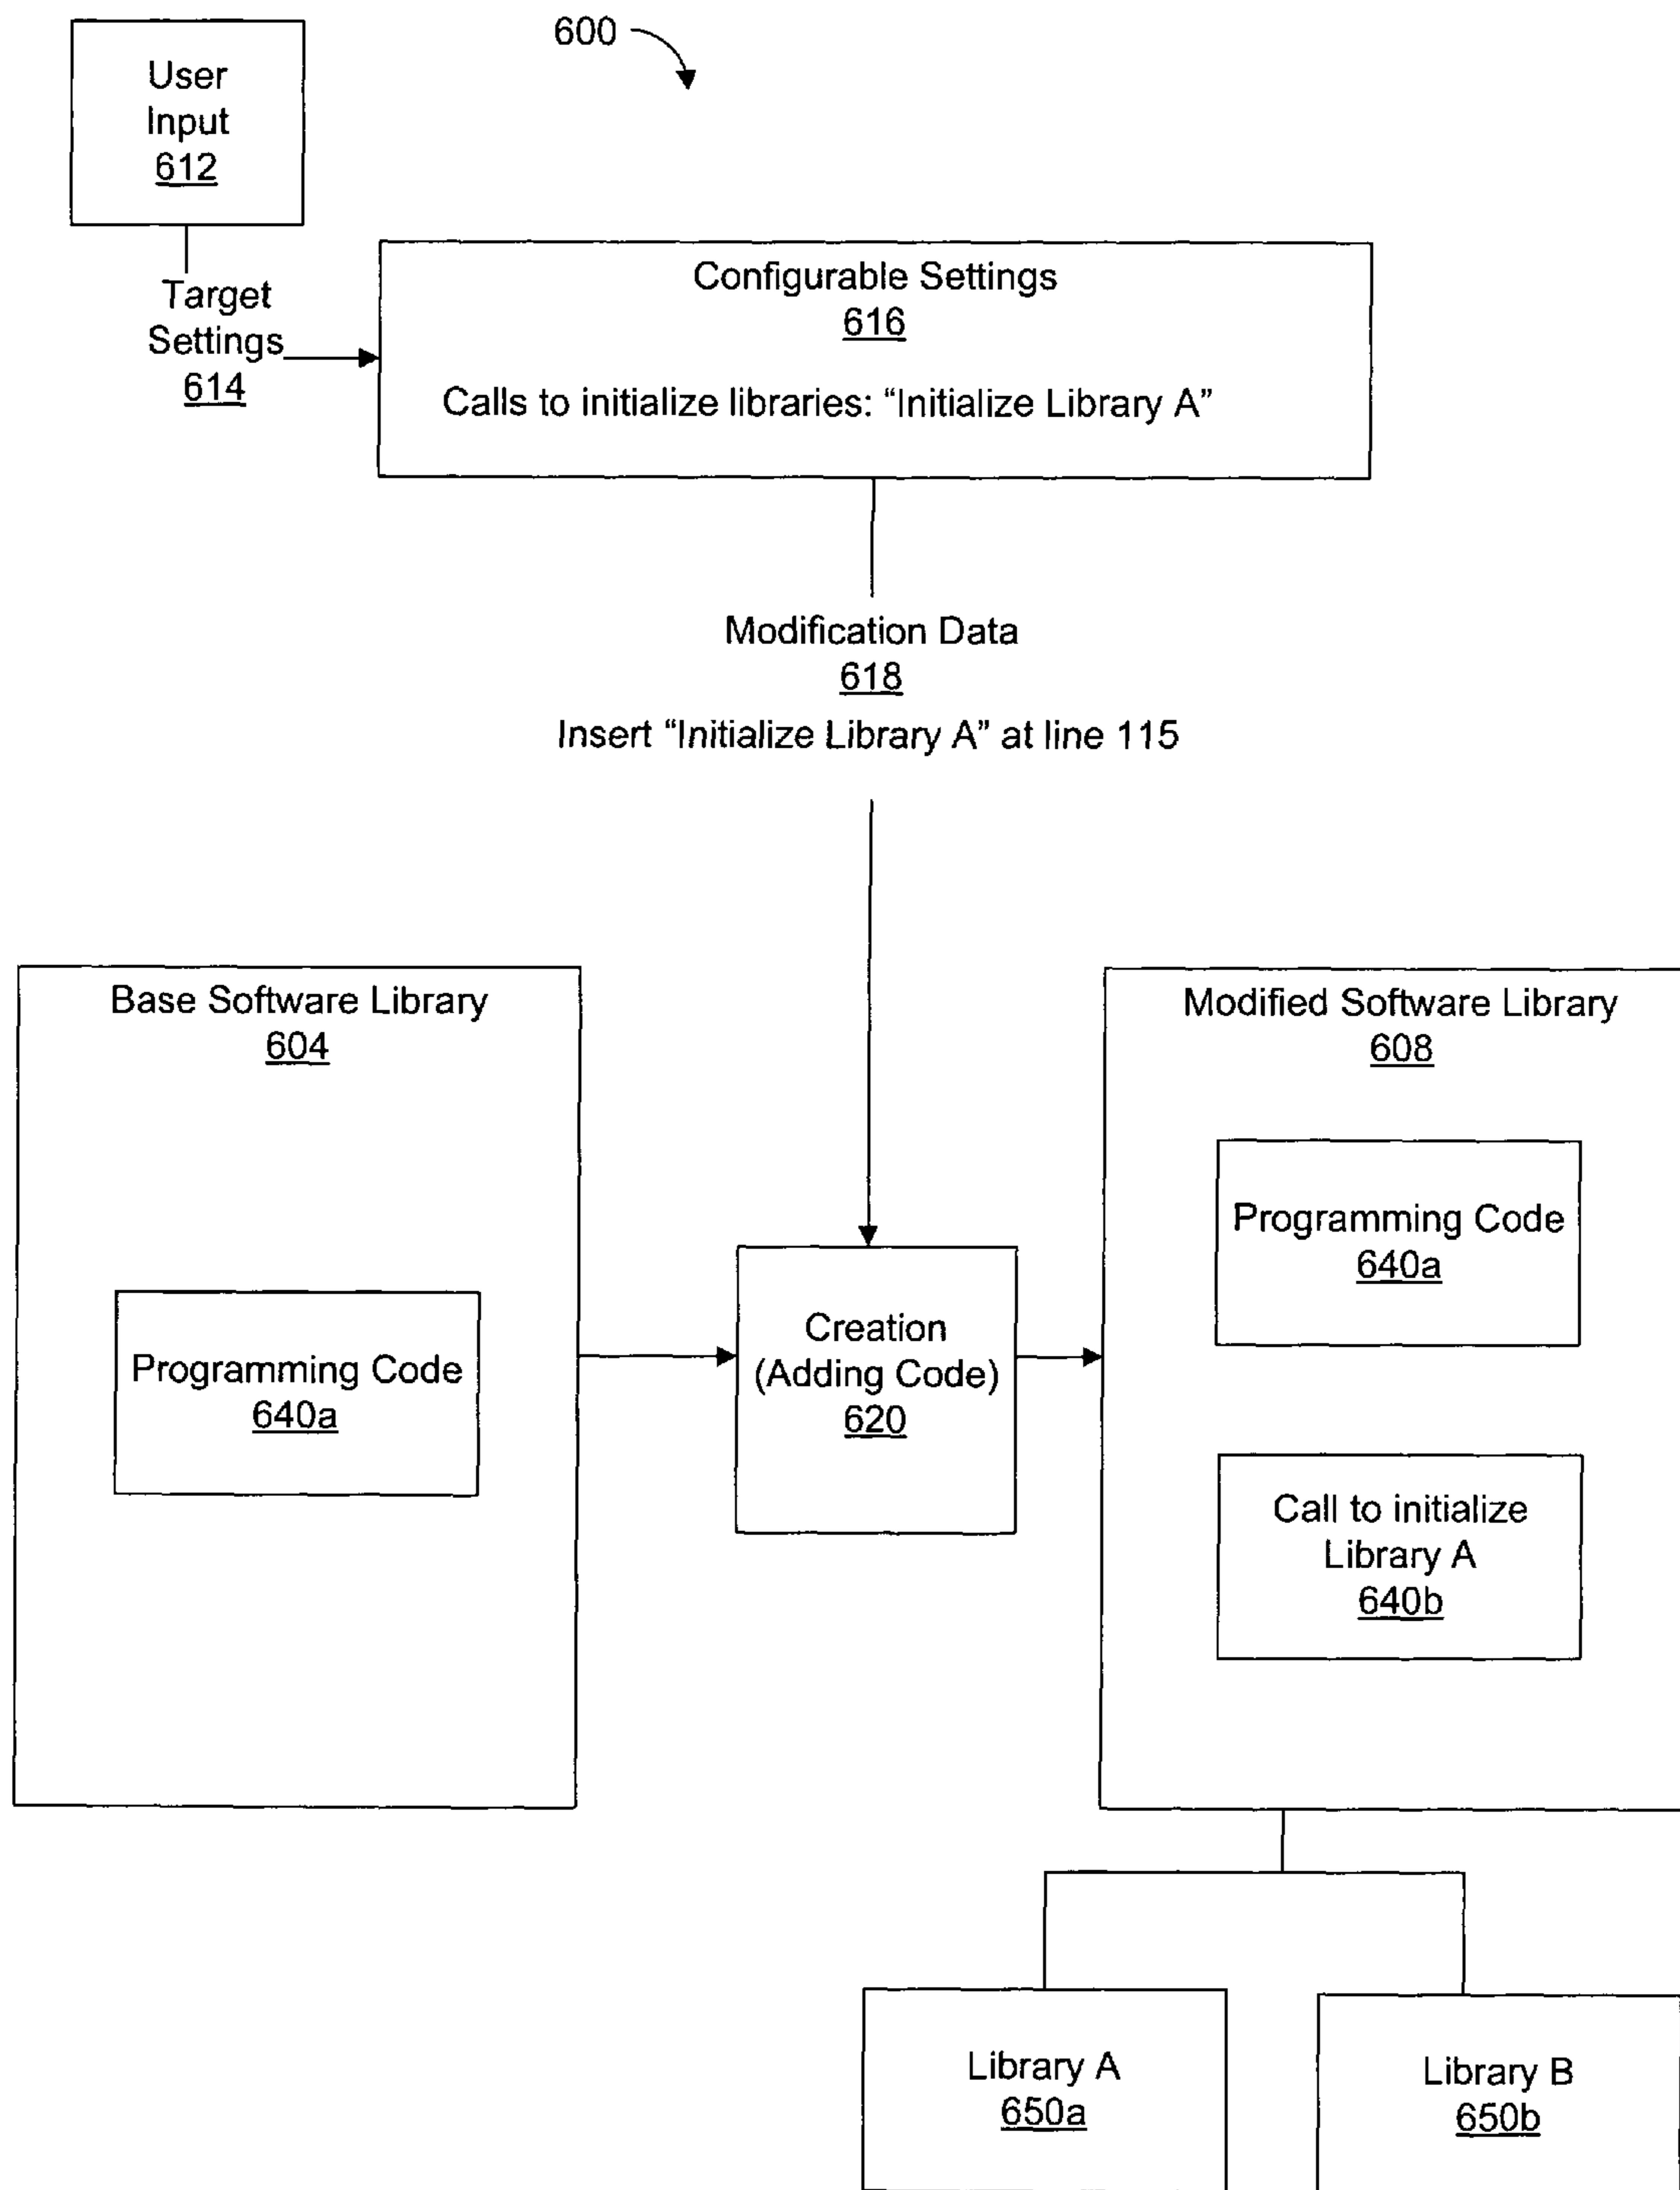 600
User
Input
612
Target
Settings
614
Configurable Settings
616
Calls to initialize libraries: “Initialize Library A”
Modification Data
618
Insert “Initialize Library A” at line 115
Base Software Library
604
Programming Code
640a
Creation
(Adding Code)
620
Modified Software Library
608
Programming Code
640a
Call to initialize
Library A
640b
Library A
650a
Library B
650b